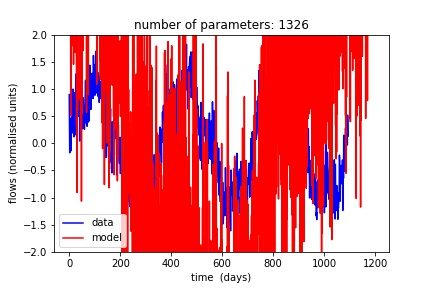 number of parameters: 1326
2.0
1.5
1.0
0.5
0.0
−0.5
−1.0
−1.5
−2.0
flows (normalised units)
data
model
0 200 400 600 800 1000 1200
time (days)